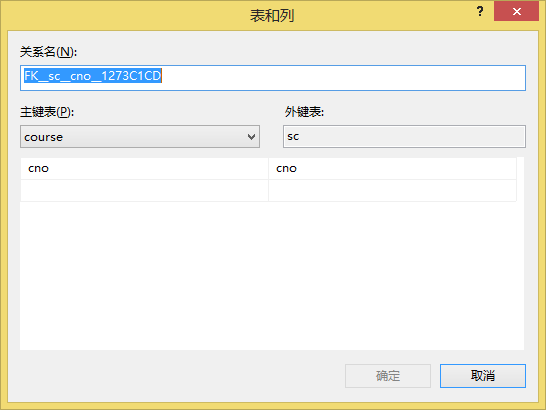 表和列
?
关系名(N):
FK__sc__cno__1273C1CD
主键表(P):
外键表:
course
sc
cno
cno
确定
取消